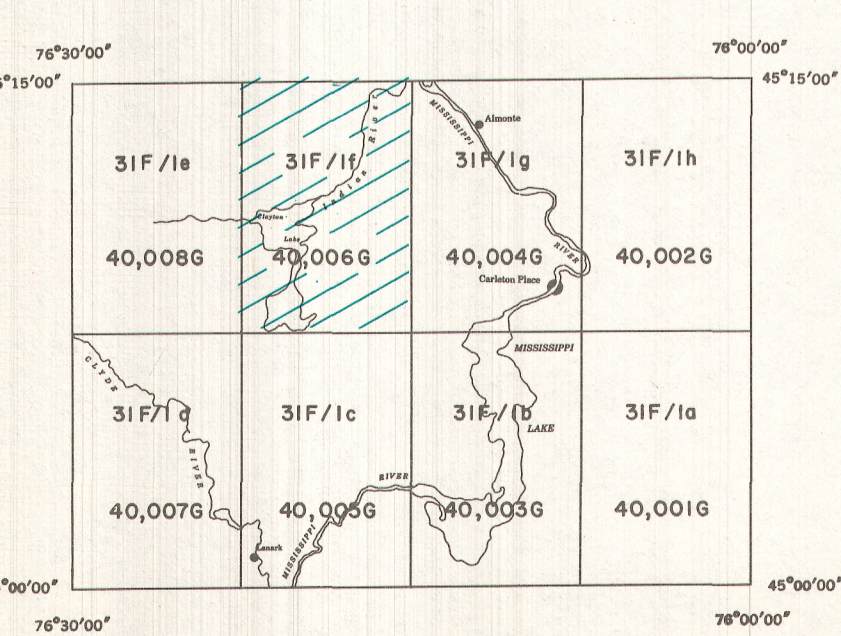 76°30'00"
76°00'00"
5°15'00"
45°15'00"
MISSISSIPPI
Almonte
Indian River
31F/1e
31F/1f
31F/1g
31F/1h
Clayton
Lake
RIVER
40,008G
40,006G
40,004G
40,002G
Carleton Place
MISSISSIPPI
LAKE
CLYDE
RIVER
31F/1d
31F/1c
31F/1b
31F/1a
RIVER
MISSISSIPPI
40,007G
40,005G
40,003G
40,001G
Lanark
°00'00"
45°00'00"
76°30'00"
76°00'00"